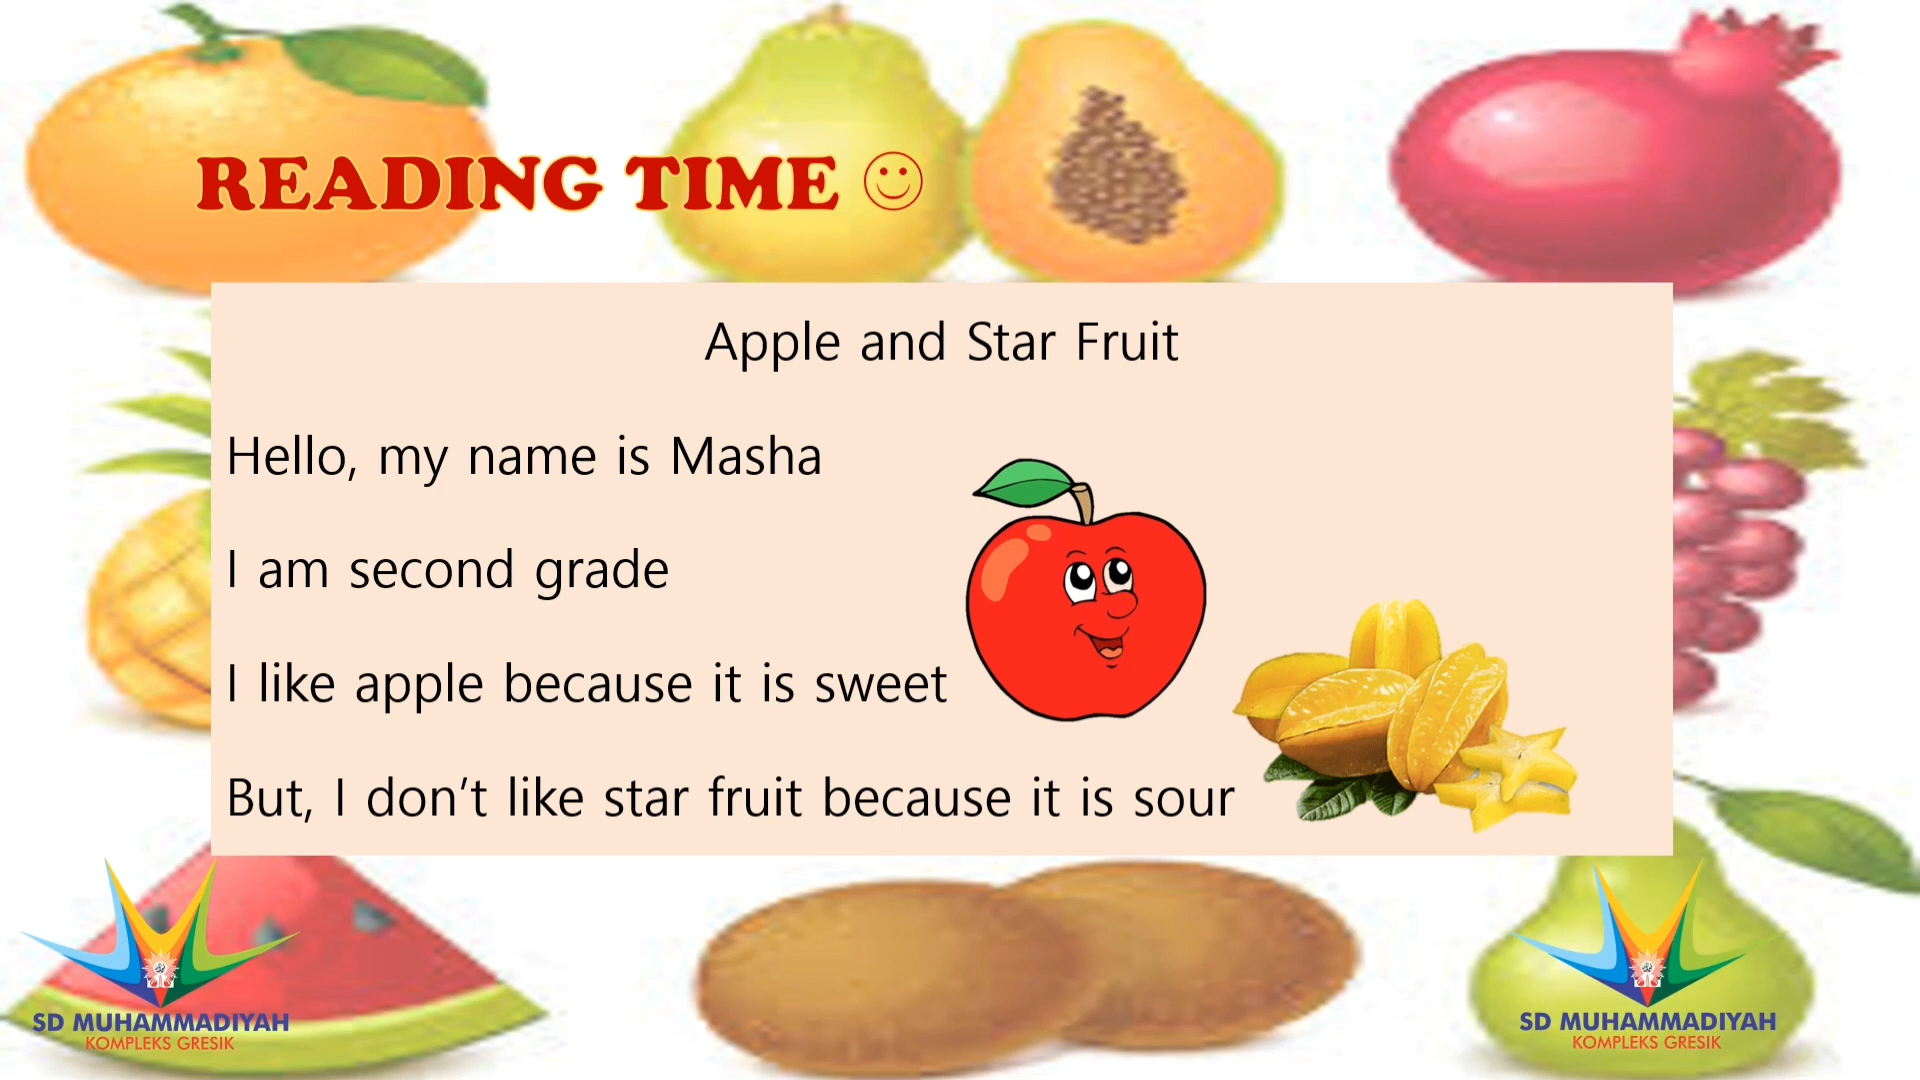 READING TIME ☺
Apple and Star Fruit
Hello, my name is Masha
I am second grade
I like apple because it is sweet
But, I don’t like star fruit because it is sour
SD MUHAMMADIYAH
KOMPLEKS GRESIK
SD MUHAMMADIYAH
KOMPLEKS GRESIK